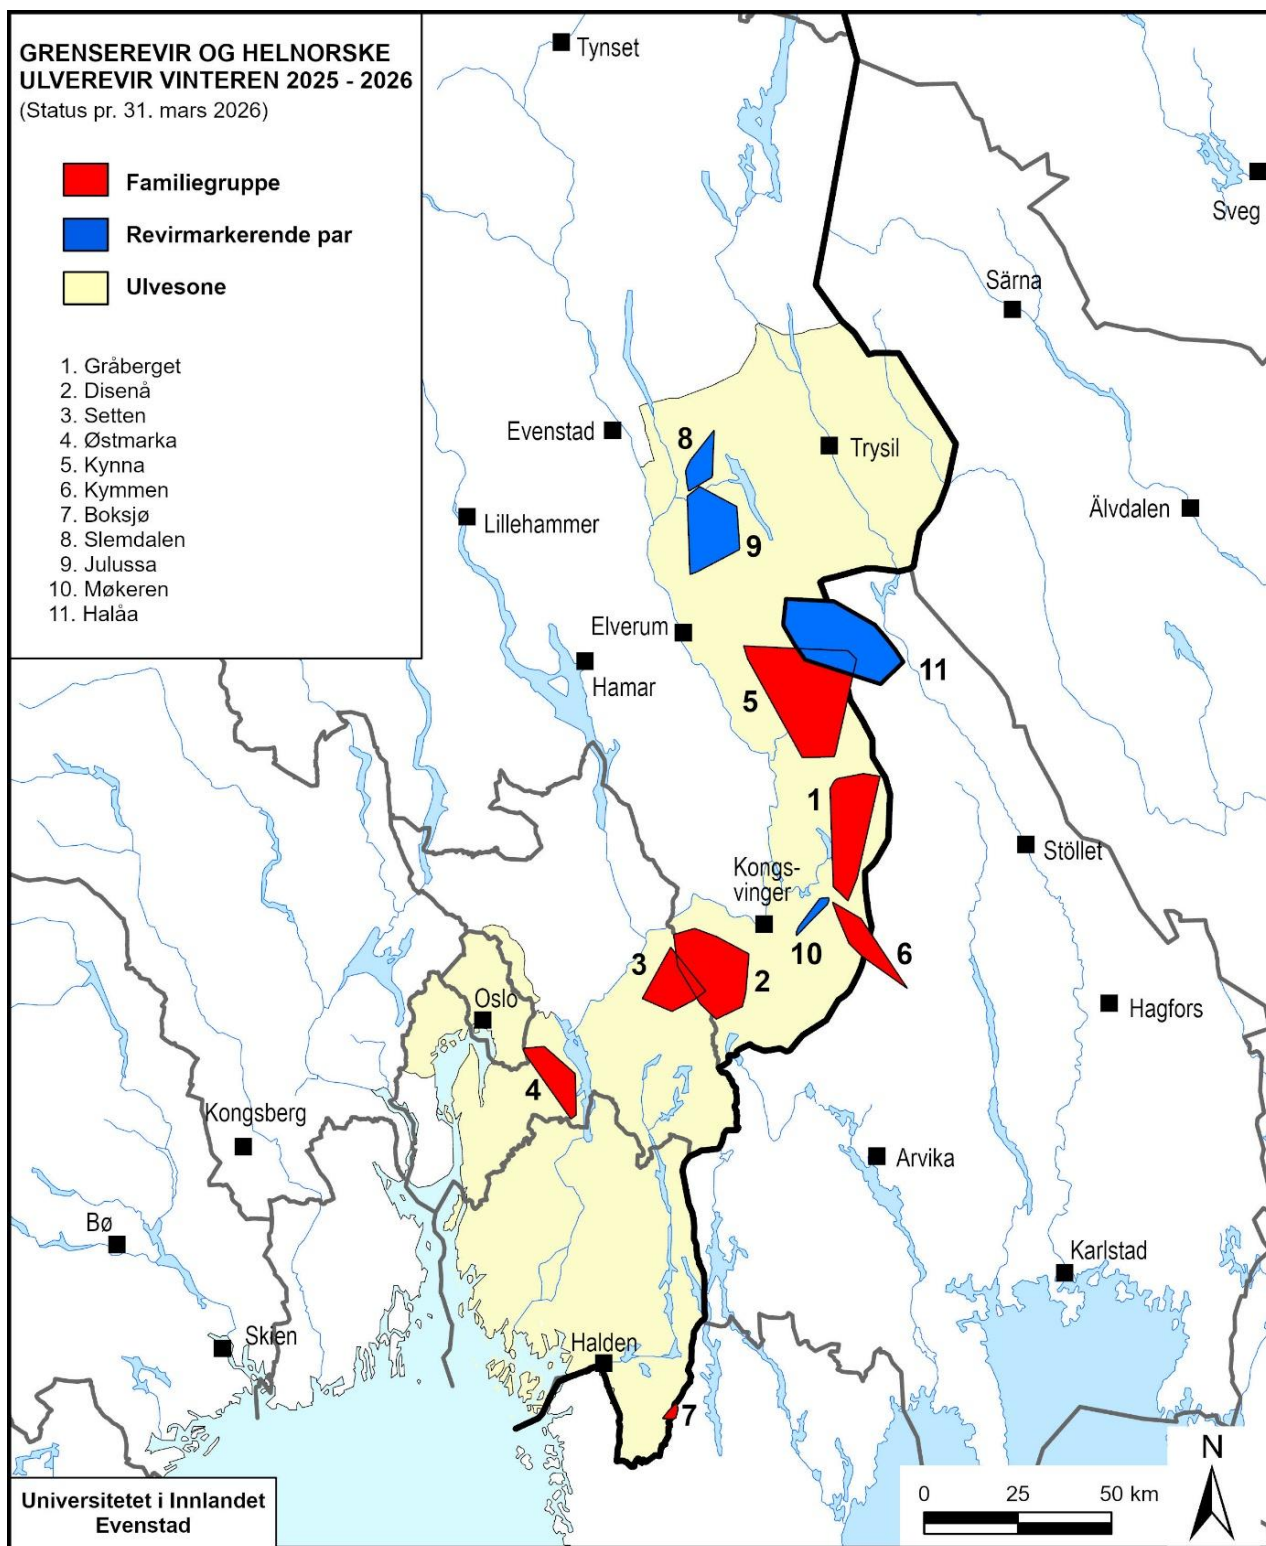 GRENSEREVIR OG HELNORSKE
ULVEREVIR VINTEREN 2025 - 2026
(Status pr. 31. mars 2026)
Familiegruppe
Revirmarkerende par
Ulvesone
1. Gråberget
2. Disenå
3. Setten
4. Østmarka
5. Kynna
6. Kymmen
7. Boksjø
8. Slemdalen
9. Julussa
10. Møkeren
11. Halåa
Tynset
Sveg
Särna
Evenstad
8
Trysil
Lillehammer
Älvdalen
9
Elverum
Hamar
11
5
1
Stöllet
Kongs-
vinger
10
6
3
2
Oslo
Hagfors
4
Kongsberg
Arvika
Bø
Karlstad
Skien
Halden
7
N
0 25 50 km
Universitetet i Innlandet
Evenstad